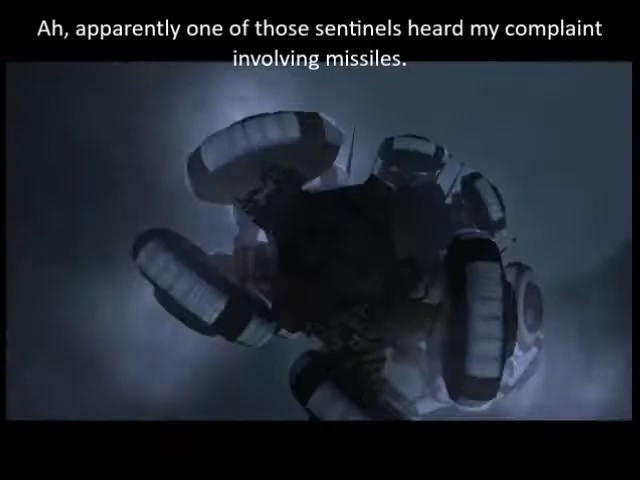 Ah, apparently one of those sentinels heard my complaint
involving missiles.